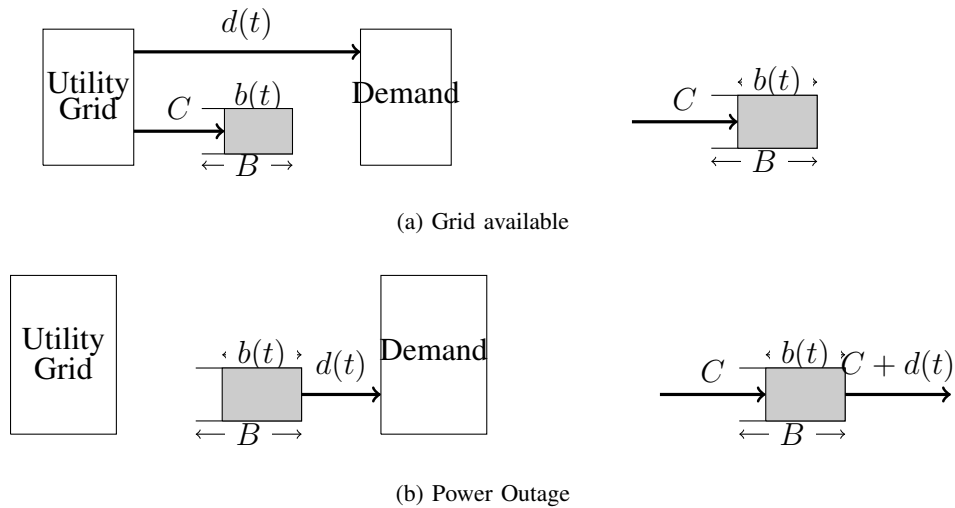 d(t)
Utility
Grid
Demand
C
b(t)
B
C
b(t)
B
(a) Grid available
Utility
Grid
Demand
b(t)
d(t)
B
C
b(t)
C + d(t)
B
(b) Power Outage